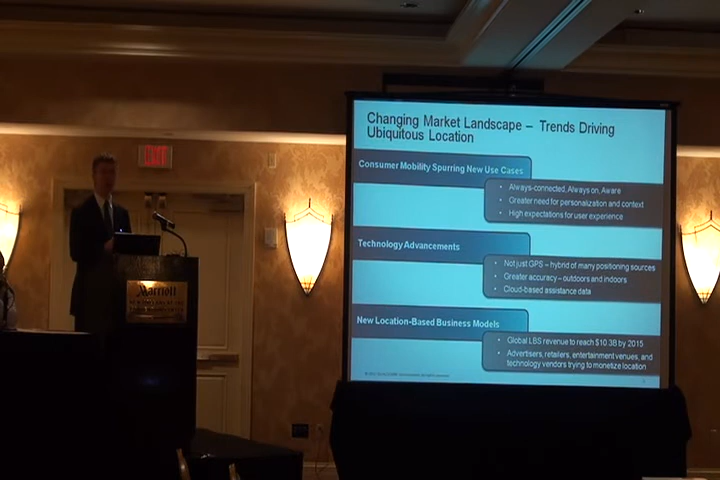 EXIT
Marriott
Changing Market Landscape – Trends Driving
Ubiquitous Location
Consumer Mobility Spurring New Use Cases
• Always-connected, Always on, Aware
• Greater need for personalization and context
• High expectations for user experience
Technology Advancements
• Not just GPS – hybrid of many positioning sources
• Greater accuracy – outdoors and indoors
• Cloud-based assistance data
New Location-Based Business Models
• Global LBS revenue to reach $10.3B by 2015
• Advertisers, retailers, entertainment venues, and
technology vendors trying to monetize location